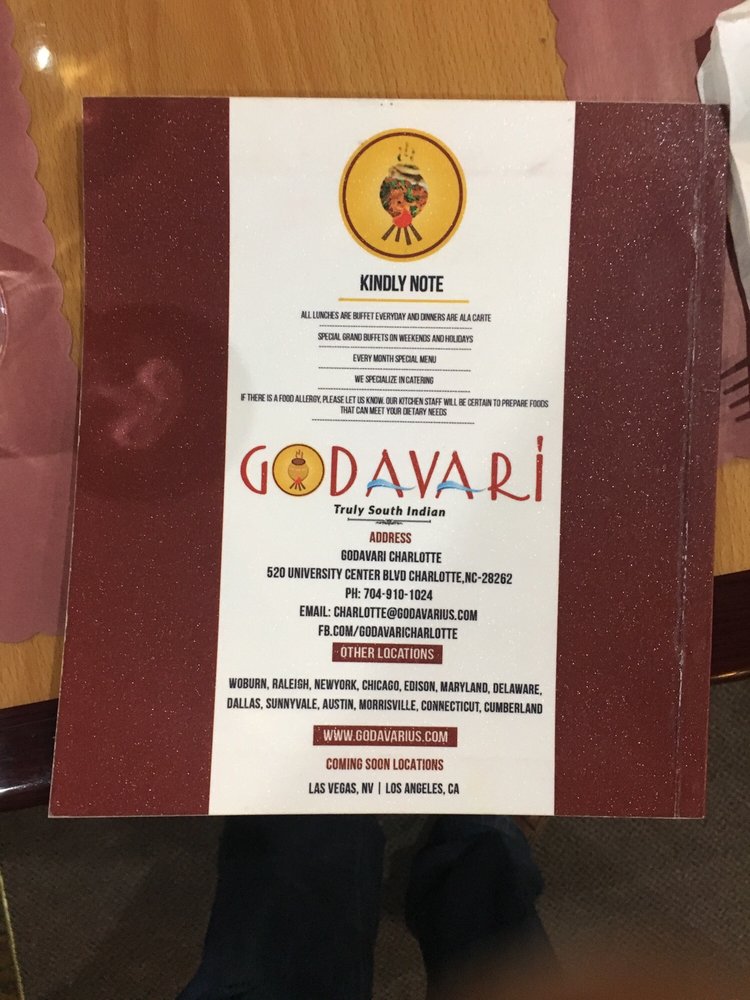 KINDLY NOTE
ALL LUNCHES ARE BUFFET EVERYDAY AND DINNERS ARE ALA CARTE
SPECIAL GRAND BUFFETS ON WEEKENDS AND HOLIDAYS
EVERY MONTH SPECIAL MENU
WE SPECIALIZE IN CATERING
IF THERE IS A FOOD ALLERGY, PLEASE LET US KNOW. OUR KITCHEN STAFF WILL BE CERTAIN TO PREPARE FOODS
THAT CAN MEET YOUR DIETARY NEEDS
GODAVARI
Truly South Indian
ADDRESS
GODAVARI CHARLOTTE
520 UNIVERSITY CENTER BLVD CHARLOTTE,NC-28262
PH: 704-910-1024
EMAIL: CHARLOTTE@GODAVARIUS.COM
FB.COM/GODAVARICHARLOTTE
OTHER LOCATIONS
WOBURN, RALEIGH, NEWYORK, CHICAGO, EDISON, MARYLAND, DELAWARE,
DALLAS, SUNNYVALE, AUSTIN, MORRISVILLE, CONNECTICUT, CUMBERLAND
WWW.GODAVARIUS.COM
COMING SOON LOCATIONS
LAS VEGAS, NV | LOS ANGELES, CA